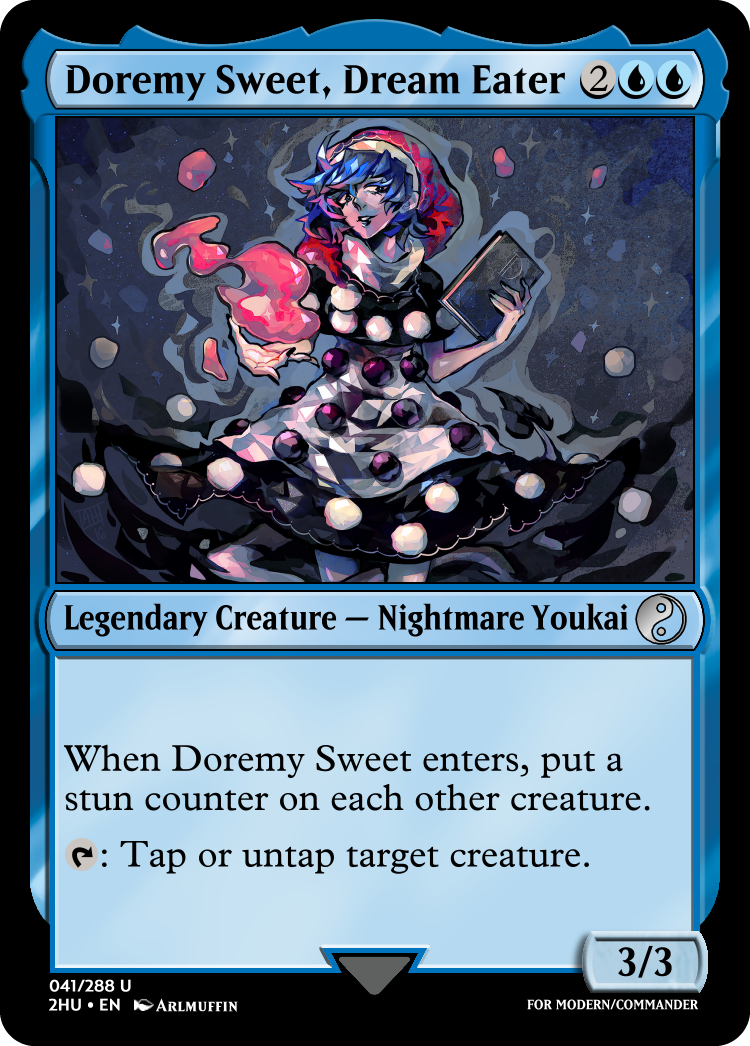 Doremy Sweet, Dream Eater 2
D
Legendary Creature — Nightmare Youkai
When Doremy Sweet enters, put a
stun counter on each other creature.
: Tap or untap target creature.
3/3
041/288 U
2HU • EN ARLMUFFIN
FOR MODERN/COMMANDER